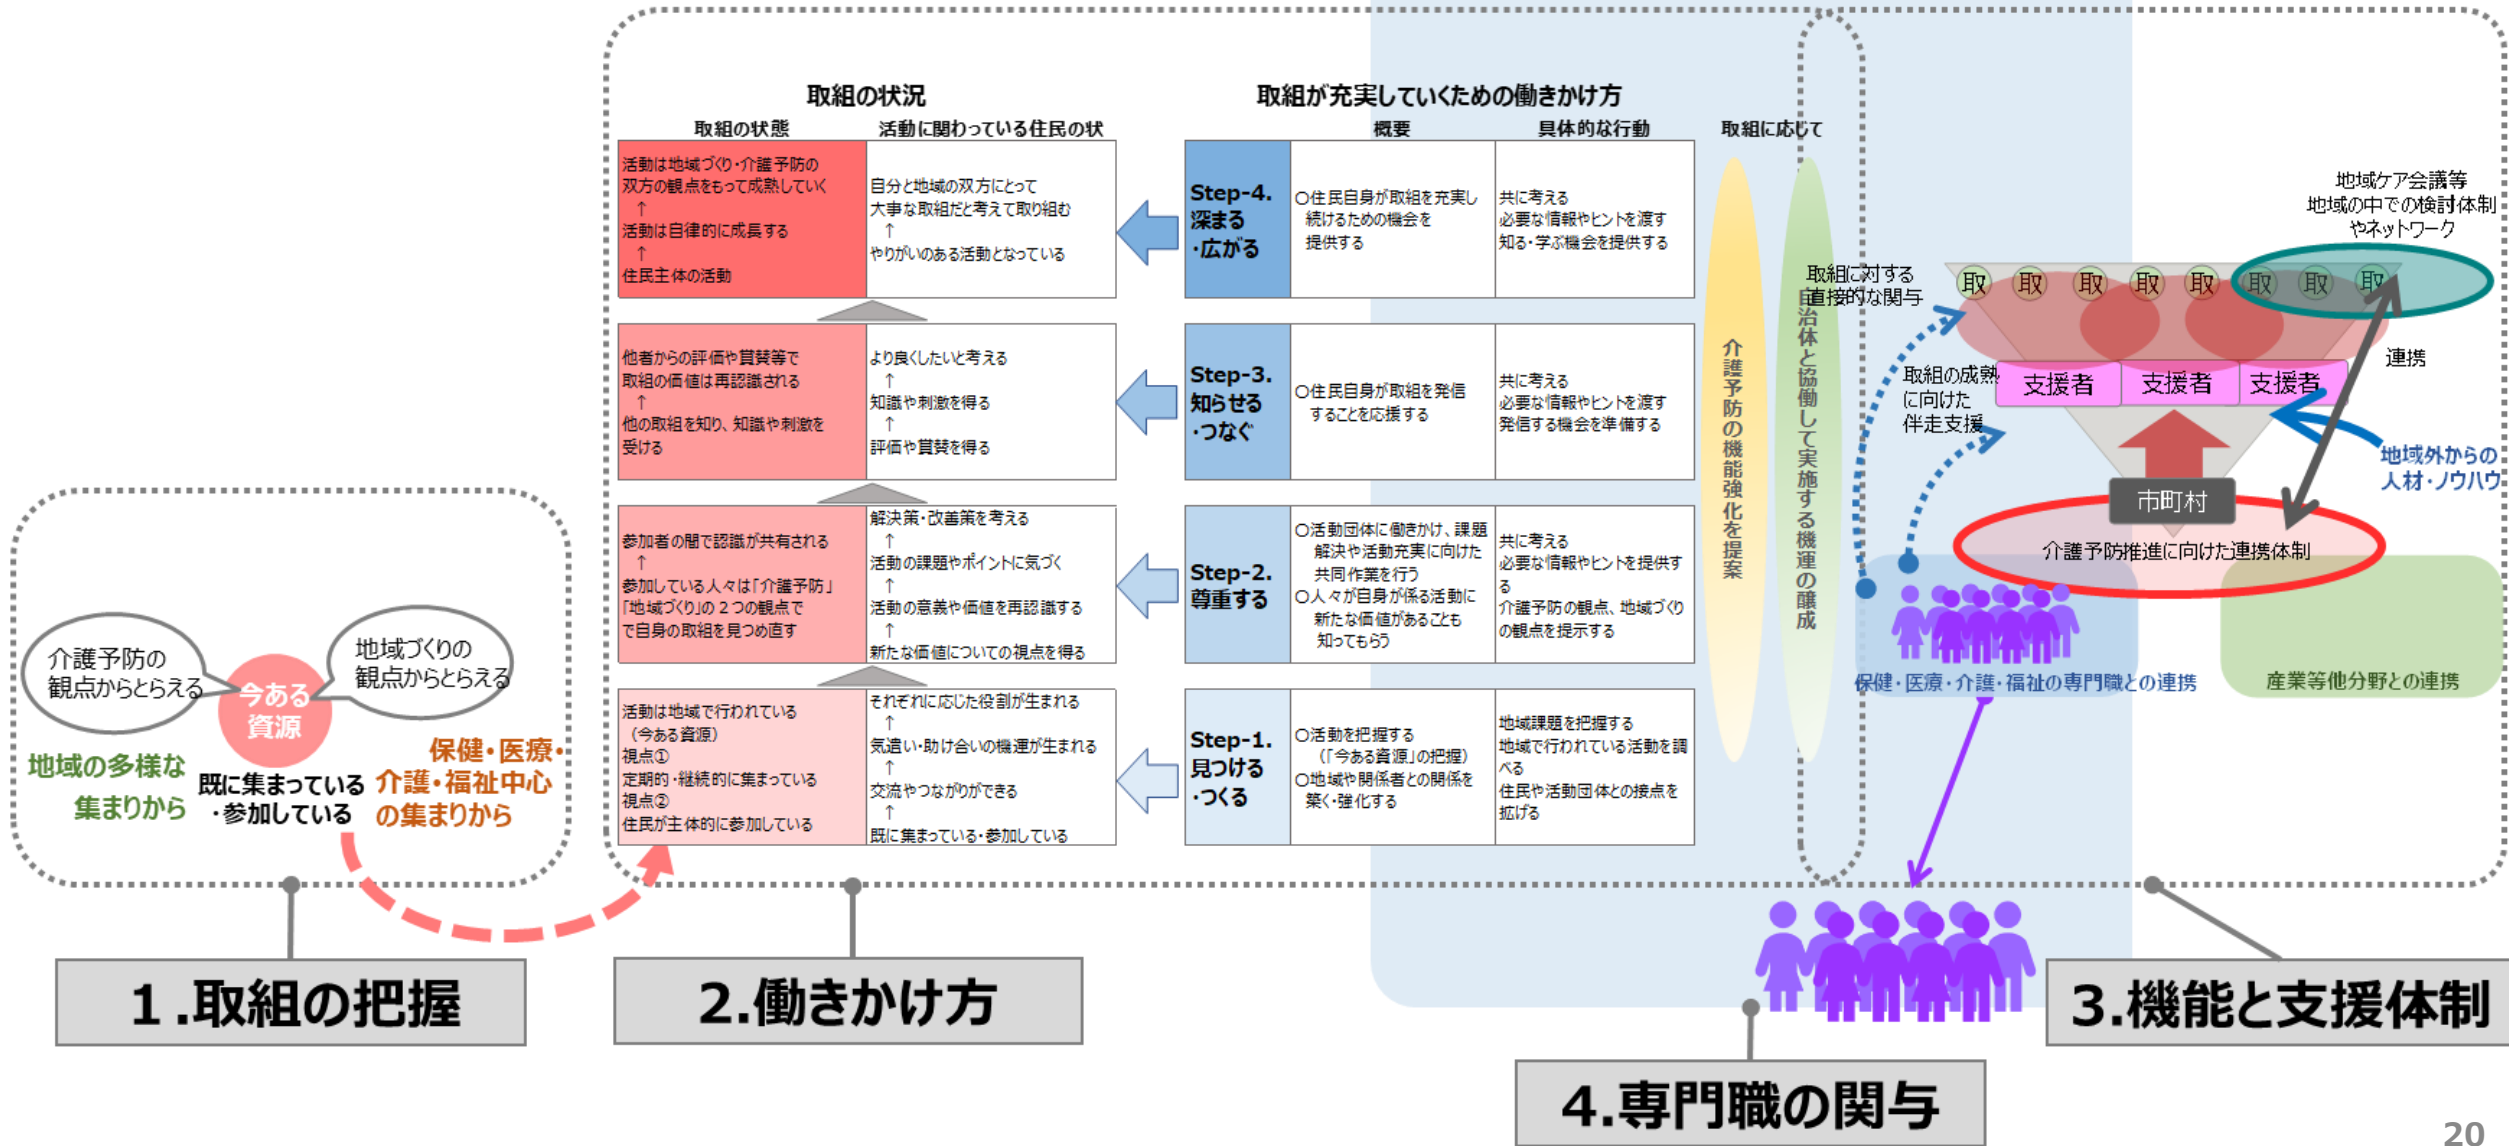 介護予防の
観点からとらえる
地域づくりの
観点からとらえる
今ある
資源
地域の多様な
集まりから
既に集まっている
・参加している
保健・医療・
介護・福祉中心
の集まりから
1.取組の把握
取組の状況
取組の状態
活動に関わっている住民の状
活動は地域づくり・介護予防の
双方の観点をもって成熟していく
↑
活動は自律的に成長する
↑
住民主体の活動
自分と地域の双方にとって
大事な取組だと考えて取り組む
↑
やりがいのある活動となっている
他者からの評価や賞賛等で
取組の価値は再認識される
↑
他の取組を知り、知識や刺激を
受ける
より良くしたいと考える
↑
知識や刺激を得る
↑
評価や賞賛を得る
参加者の間で認識が共有される
↑
参加している人々は「介護予防」
「地域づくり」の2つの観点で
で自身の取組を見つめ直す
解決策・改善策を考える
↑
活動の課題やポイントに気づく
↑
活動の意義や価値を再認識する
↑
新たな価値についての視点を得る
活動は地域で行われている
(今ある資源)
視点①
定期的・継続的に集まっている
視点②
住民が主体的に参加している
それぞれに応じた役割が生まれる
↑
気遣い・助け合いの機運が生まれる
↑
交流やつながりができる
↑
既に集まっている・参加している
取組が充実していくための働きかけ方
概要
具体的な行動
取組に応じて
Step-4.
深まる
・広がる
○住民自身が取組を充実し
続けるための機会を
提供する
共に考える
必要な情報やヒントを渡す
知る・学ぶ機会を提供する
Step-3.
知らせる
・つなぐ
○住民自身が取組を発信
することを応援する
共に考える
必要な情報やヒントを渡す
発信する機会を準備する
Step-2.
尊重する
○活動団体に働きかけ、課題
解決や活動充実に向けた
共同作業を行う
○人々が自身が係る活動に
新たな価値があることも
知ってもらう
共に考える
必要な情報やヒントを提供す
る
介護予防の観点、地域づくり
の観点を提示する
Step-1.
見つける
・つくる
○活動を把握する
(「今ある資源」の把握)
○地域や関係者との関係を
築く・強化する
地域課題を把握する
地域で行われている活動を調
べる
住民や活動団体との接点を
拡げる
介護予防の機能強化を提案
自治体と協働して実施する機運の醸成
2.働きかけ方
地域ケア会議等
地域の中での検討体制
やネットワーク
取組に対する
直接的な関与
取 取 取 取 取 取 取 取
取組の成熟
に向けた
伴走支援
支援者 支援者 支援者
連携
地域外からの
人材・ノウハウ
市町村
介護予防推進に向けた連携体制
保健・医療・介護・福祉の専門職との連携
産業等他分野との連携
3.機能と支援体制
4.専門職の関与
20